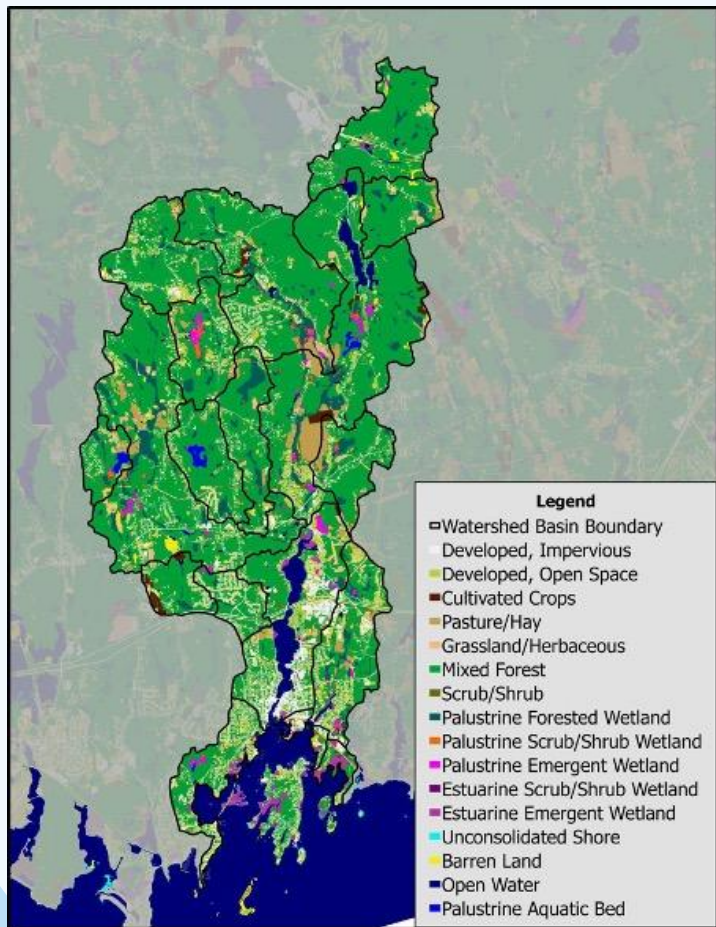 Legend
Watershed Basin Boundary
Developed, Impervious
Developed, Open Space
Cultivated Crops
Pasture/Hay
Grassland/Herbaceous
Mixed Forest
Scrub/Shrub
Palustrine Forested Wetland
Palustrine Scrub/Shrub Wetland
Palustrine Emergent Wetland
Estuarine Scrub/Shrub Wetland
Estuarine Emergent Wetland
Unconsolidated Shore
Barren Land
Open Water
Palustrine Aquatic Bed